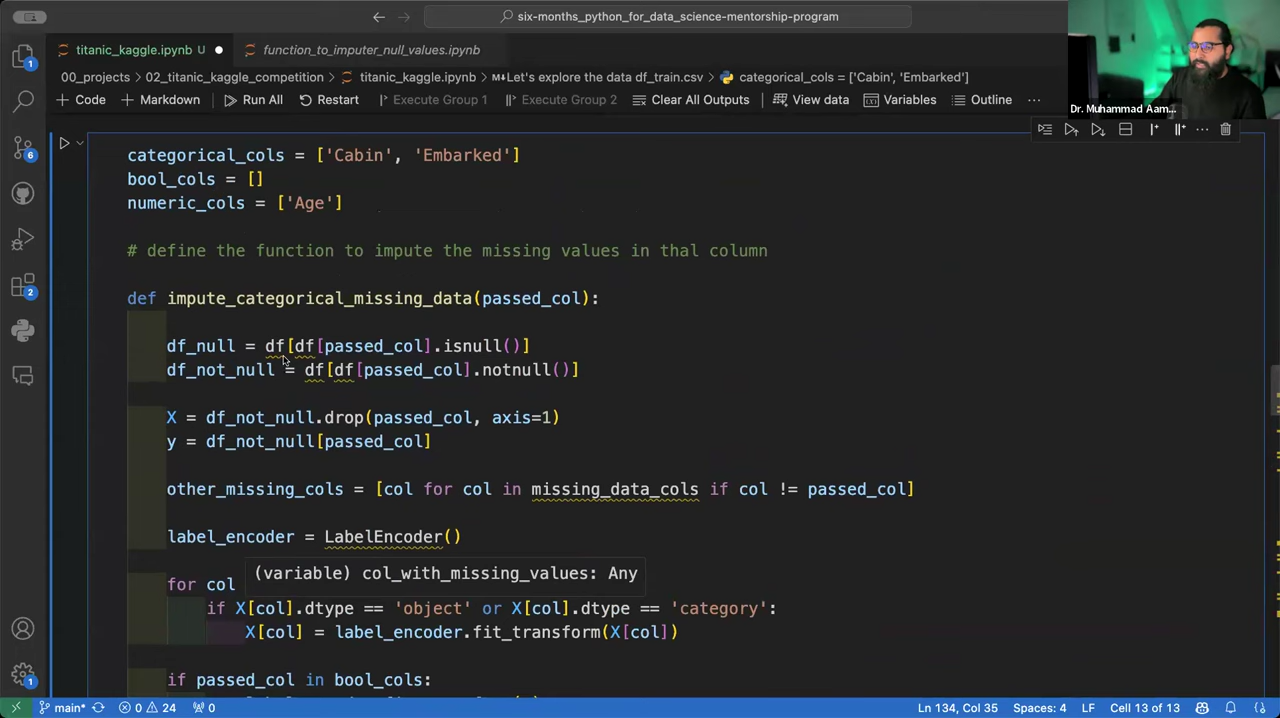 six-months_python_for_data_science-mentorship-program
titanic_kaggle.ipynb U
function_to_imputer_null_values.ipynb
00_projects > 02_titanic_kaggle_competition > titanic_kaggle.ipynb > M↓Let's explore the data df_train.csv > categorical_cols = ['Cabin', 'Embarked']
+ Code + Markdown Run All Restart Execute Group 1 Execute Group 2 Clear All Outputs View data Variables Outline ...
Dr. Muhammad Aam...
categorical_cols = ['Cabin', 'Embarked']
bool_cols = []
numeric_cols = ['Age']
# define the function to impute the missing values in thal column
def impute_categorical_missing_data(passed_col):
df_null = df[df[passed_col].isnull()]
df_not_null = df[df[passed_col].notnull()]
X = df_not_null.drop(passed_col, axis=1)
y = df_not_null[passed_col]
other_missing_cols = [col for col in missing_data_cols if col != passed_col]
label_encoder = LabelEncoder()
(variable) col_with_missing_values: Any
for col
if X[col].dtype == 'object' or X[col].dtype == 'category':
X[col] = label_encoder.fit_transform(X[col])
if passed_col in bool_cols:
1
6
2
1
main* 0 24 0
Ln 134, Col 35 Spaces: 4 LF Cell 13 of 13